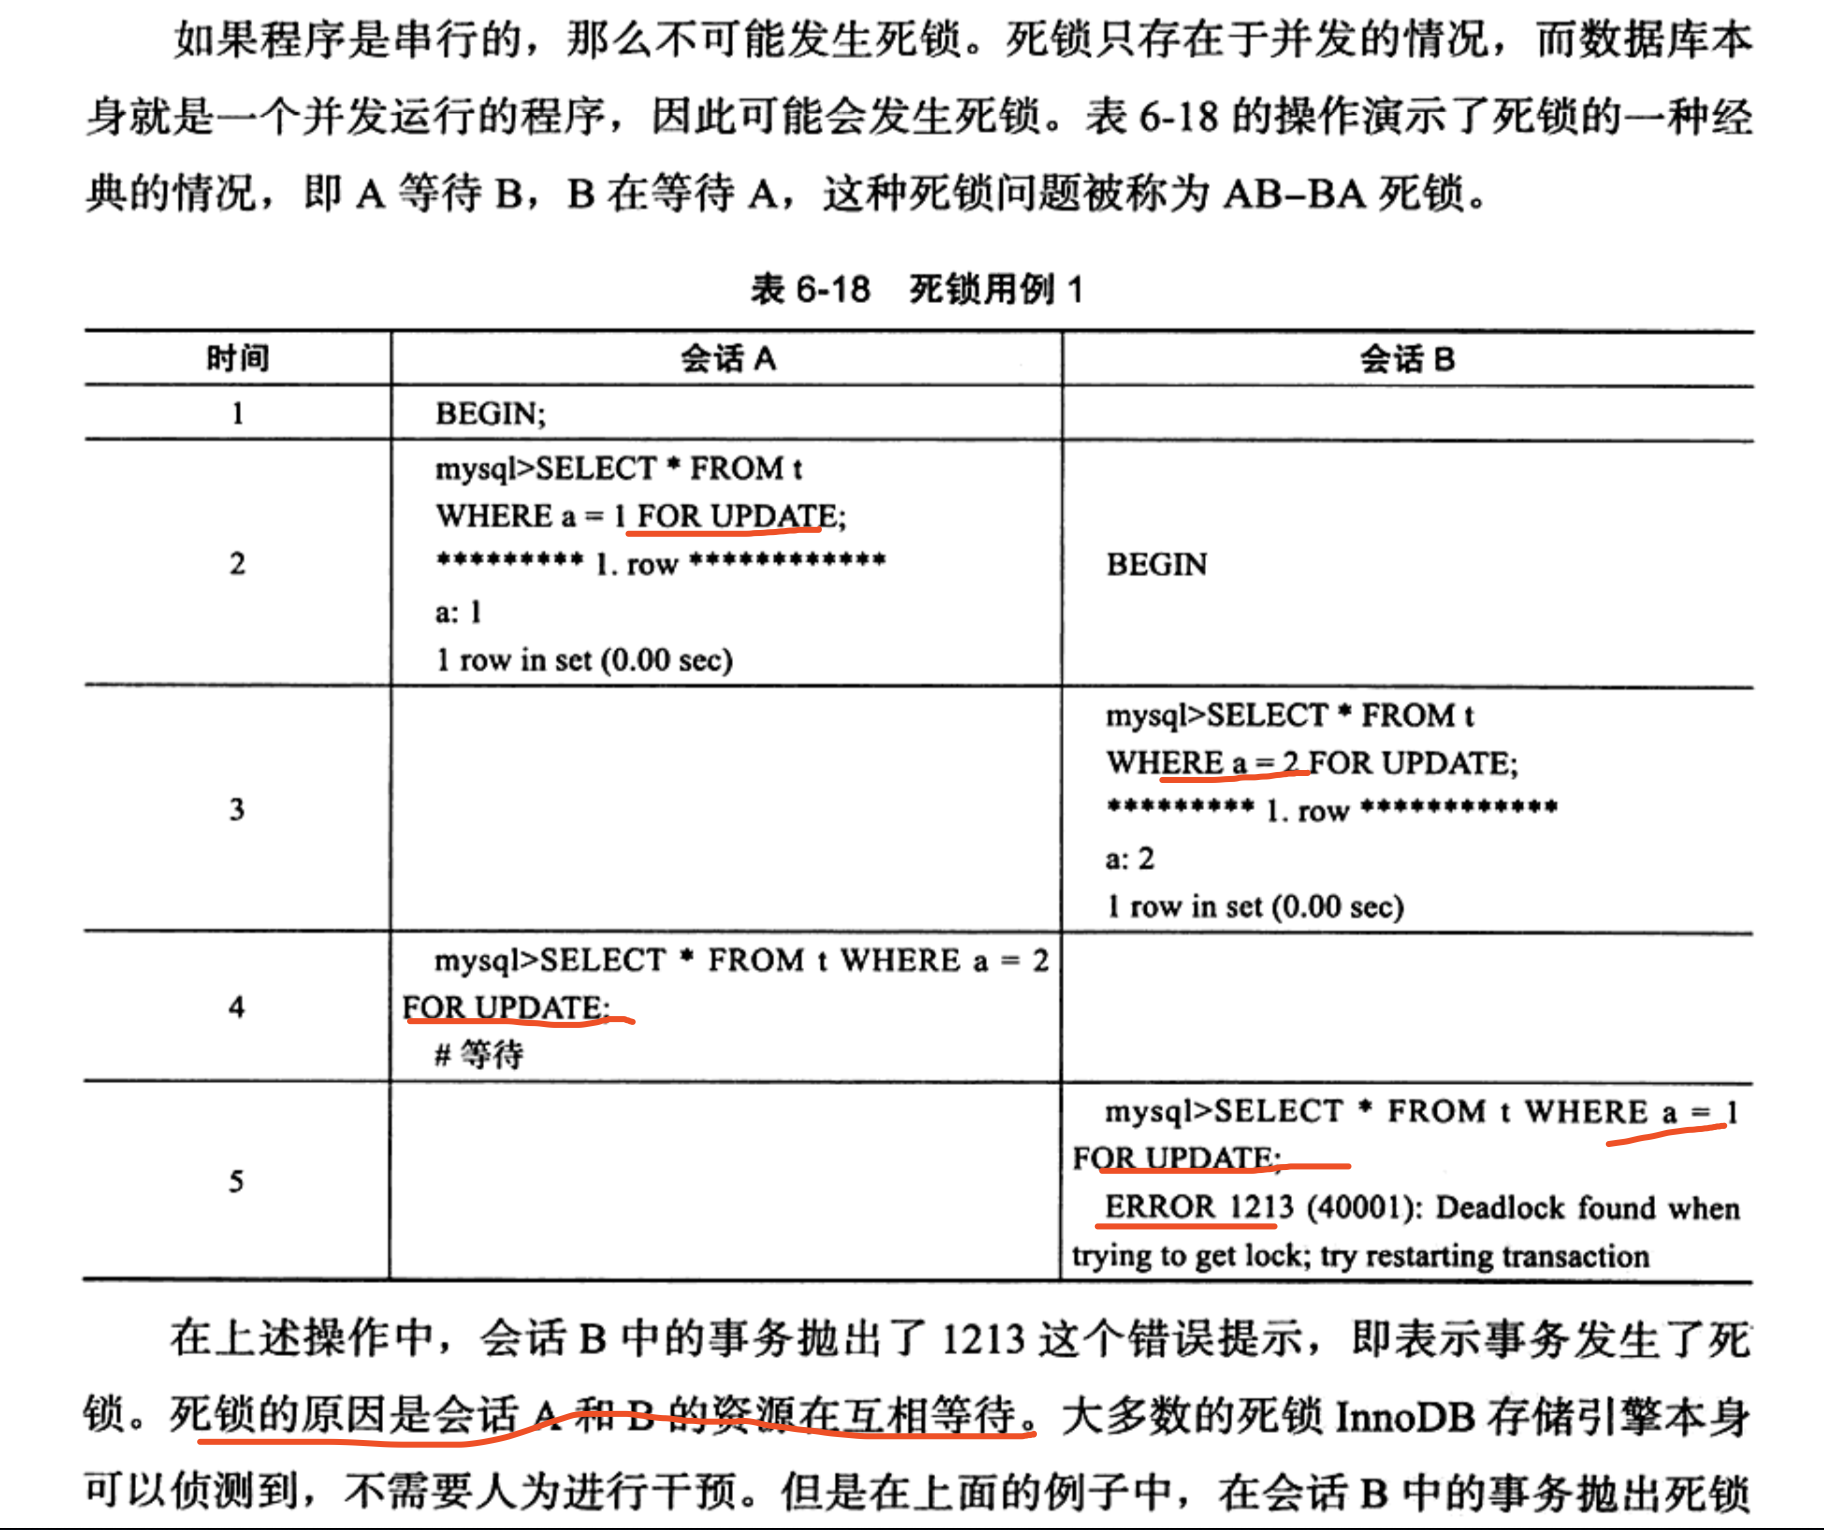 如果程序是串行的，那么不可能发生死锁。死锁只存在于并发的情况，而数据库本
身就是一个并发运行的程序，因此可能会发生死锁。表 6-18 的操作演示了死锁的一种经
典的情况，即 A 等待 B，B 在等待 A，这种死锁问题被称为 AB-BA 死锁。
表 6-18 死锁用例 1
时间 会话 A 会话 B
1 BEGIN;
mysql>SELECT * FROM t
WHERE a = 1 FOR UPDATE;
********* 1. row ************
a: 1
1 row in set (0.00 sec)
2
BEGIN
3
mysql>SELECT * FROM t
WHERE a = 2 FOR UPDATE;
********* 1. row ************
a: 2
1 row in set (0.00 sec)
4
mysql>SELECT * FROM t WHERE a = 2
FOR UPDATE;
# 等待
5
mysql>SELECT * FROM t WHERE a = 1
FOR UPDATE;
ERROR 1213 (40001): Deadlock found when
trying to get lock; try restarting transaction
在上述操作中，会话 B 中的事务抛出了 1213 这个错误提示，即表示事务发生了死
锁。死锁的原因是会话 A 和 B 的资源在互相等待。大多数的死锁 InnoDB 存储引擎本身
可以侦测到，不需要人为进行干预。但是在上面的例子中，在会话 B 中的事务抛出死锁